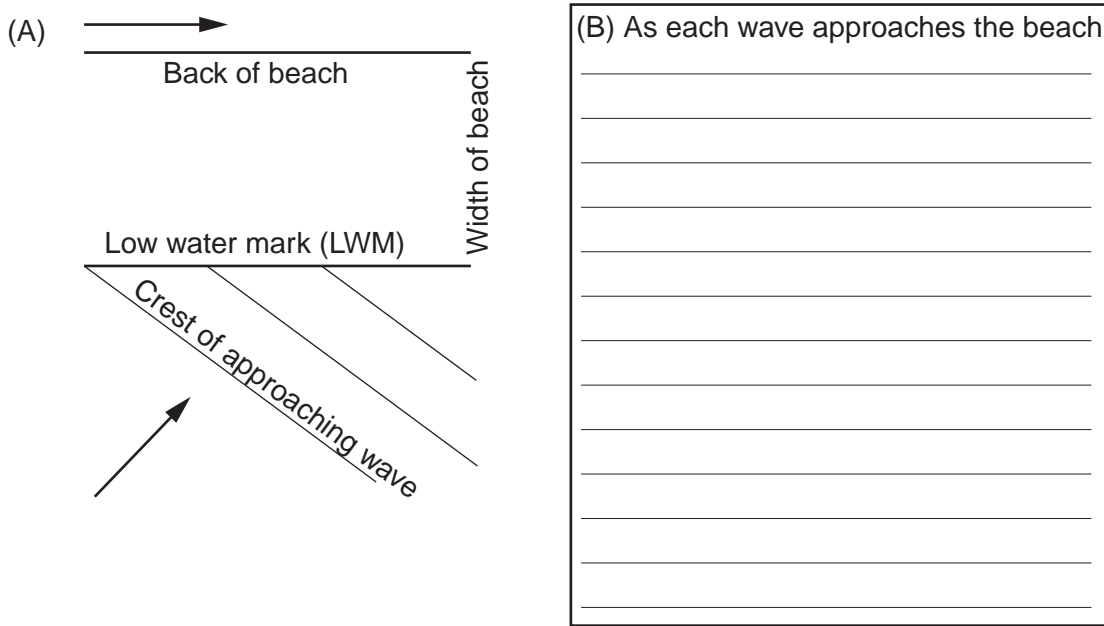 (A)
Back of beach
Width of beach
Low water mark (LWM)
Crest of approaching wave
(B) As each wave approaches the beach